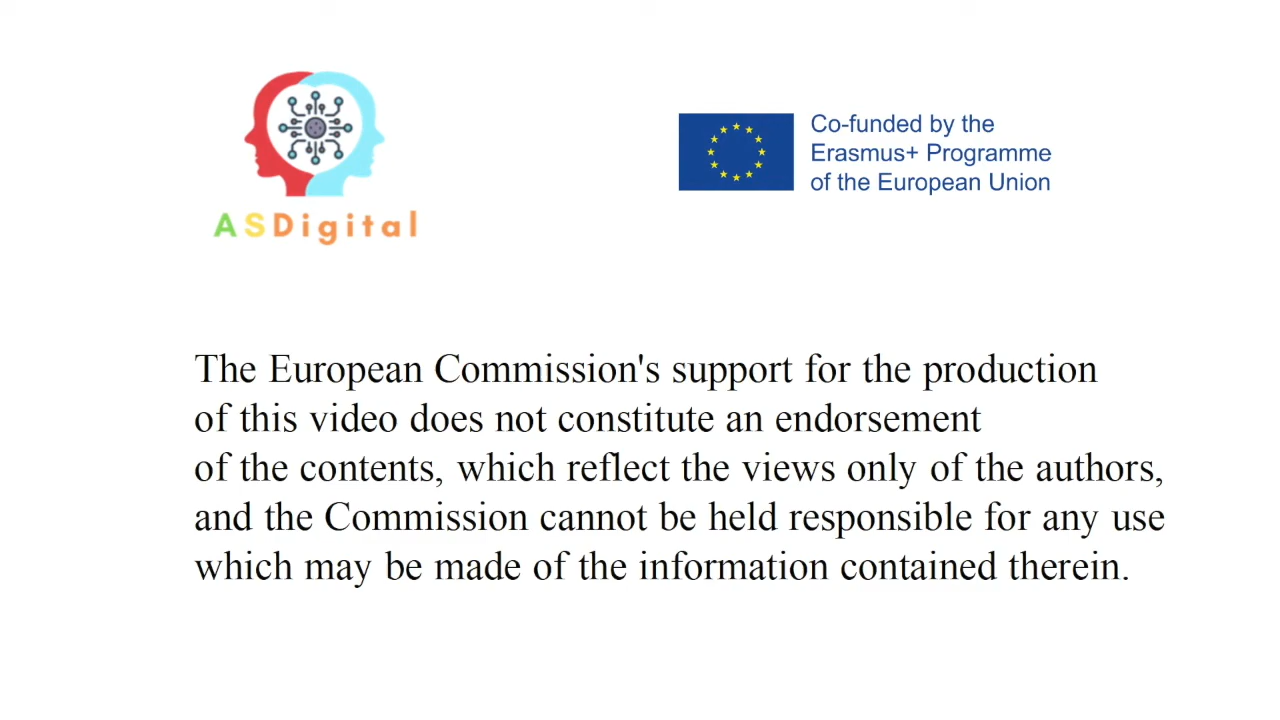 ASDigital
Co-funded by the
Erasmus+ Programme
of the European Union
The European Commission's support for the production
of this video does not constitute an endorsement
of the contents, which reflect the views only of the authors,
and the Commission cannot be held responsible for any use
which may be made of the information contained therein.